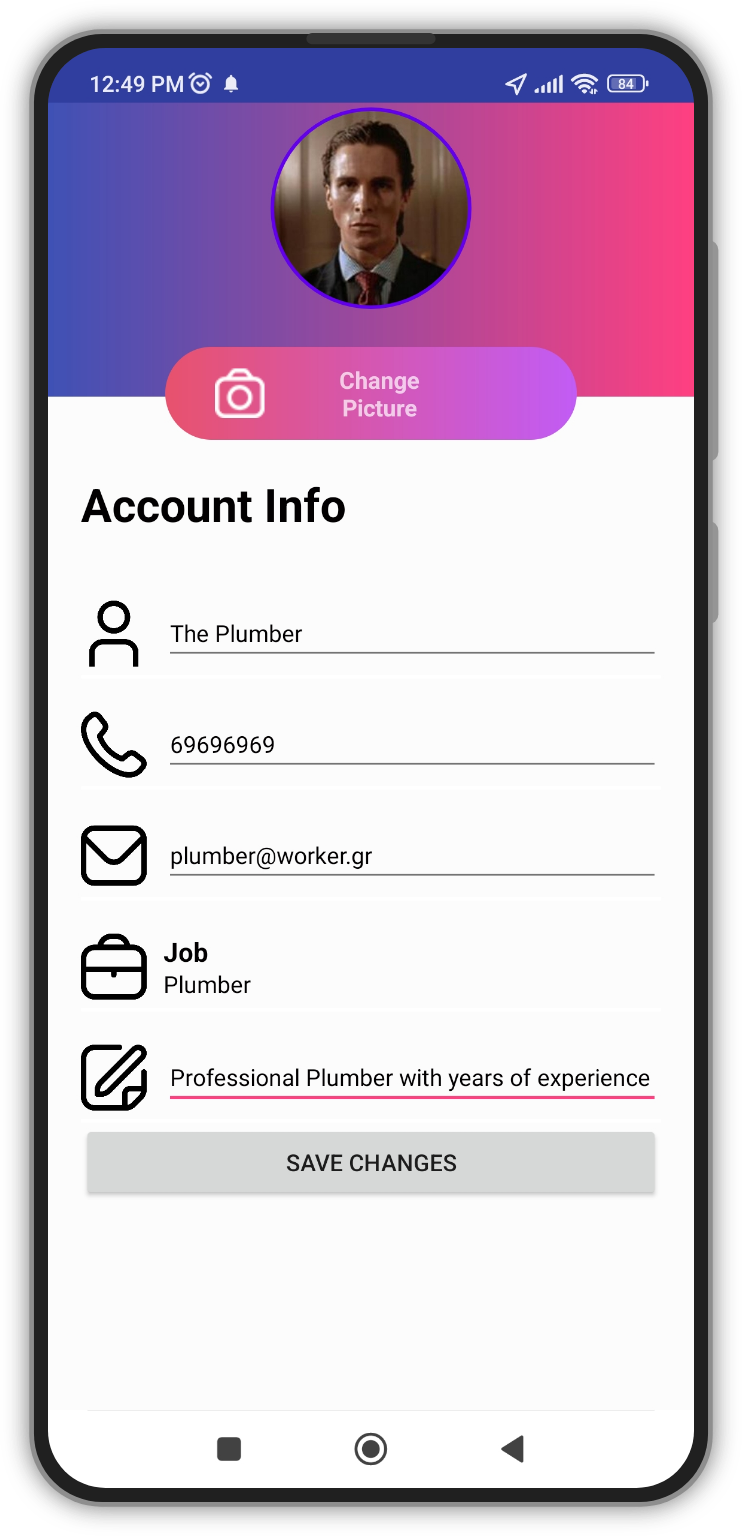 12:49 PM
84
Change
Picture
Account Info
The Plumber
69696969
plumber@worker.gr
Job
Plumber
Professional Plumber with years of experience
SAVE CHANGES